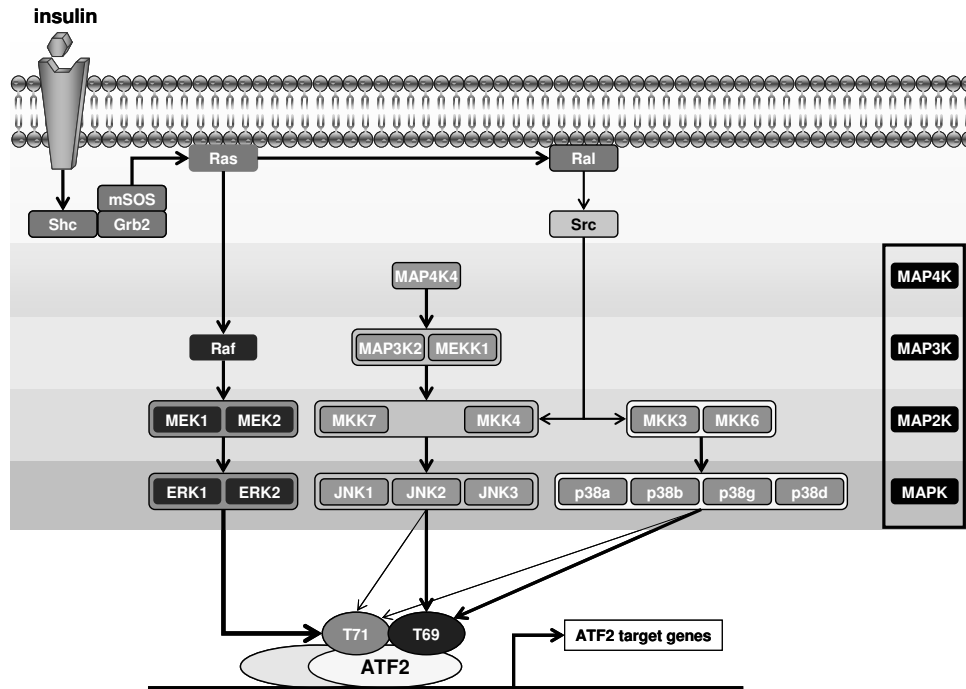 insulin
Ras
Ral
mSOS
Shc
Grb2
Src
MAP4K4
MAP4K
Raf
MAP3K2
MEKK1
MAP3K
MEK1
MEK2
MKK7
MKK4
MKK3
MKK6
MAP2K
ERK1
ERK2
JNK1
JNK2
JNK3
p38a
p38b
p38g
p38d
MAPK
T71
T69
ATF2 target genes
ATF2